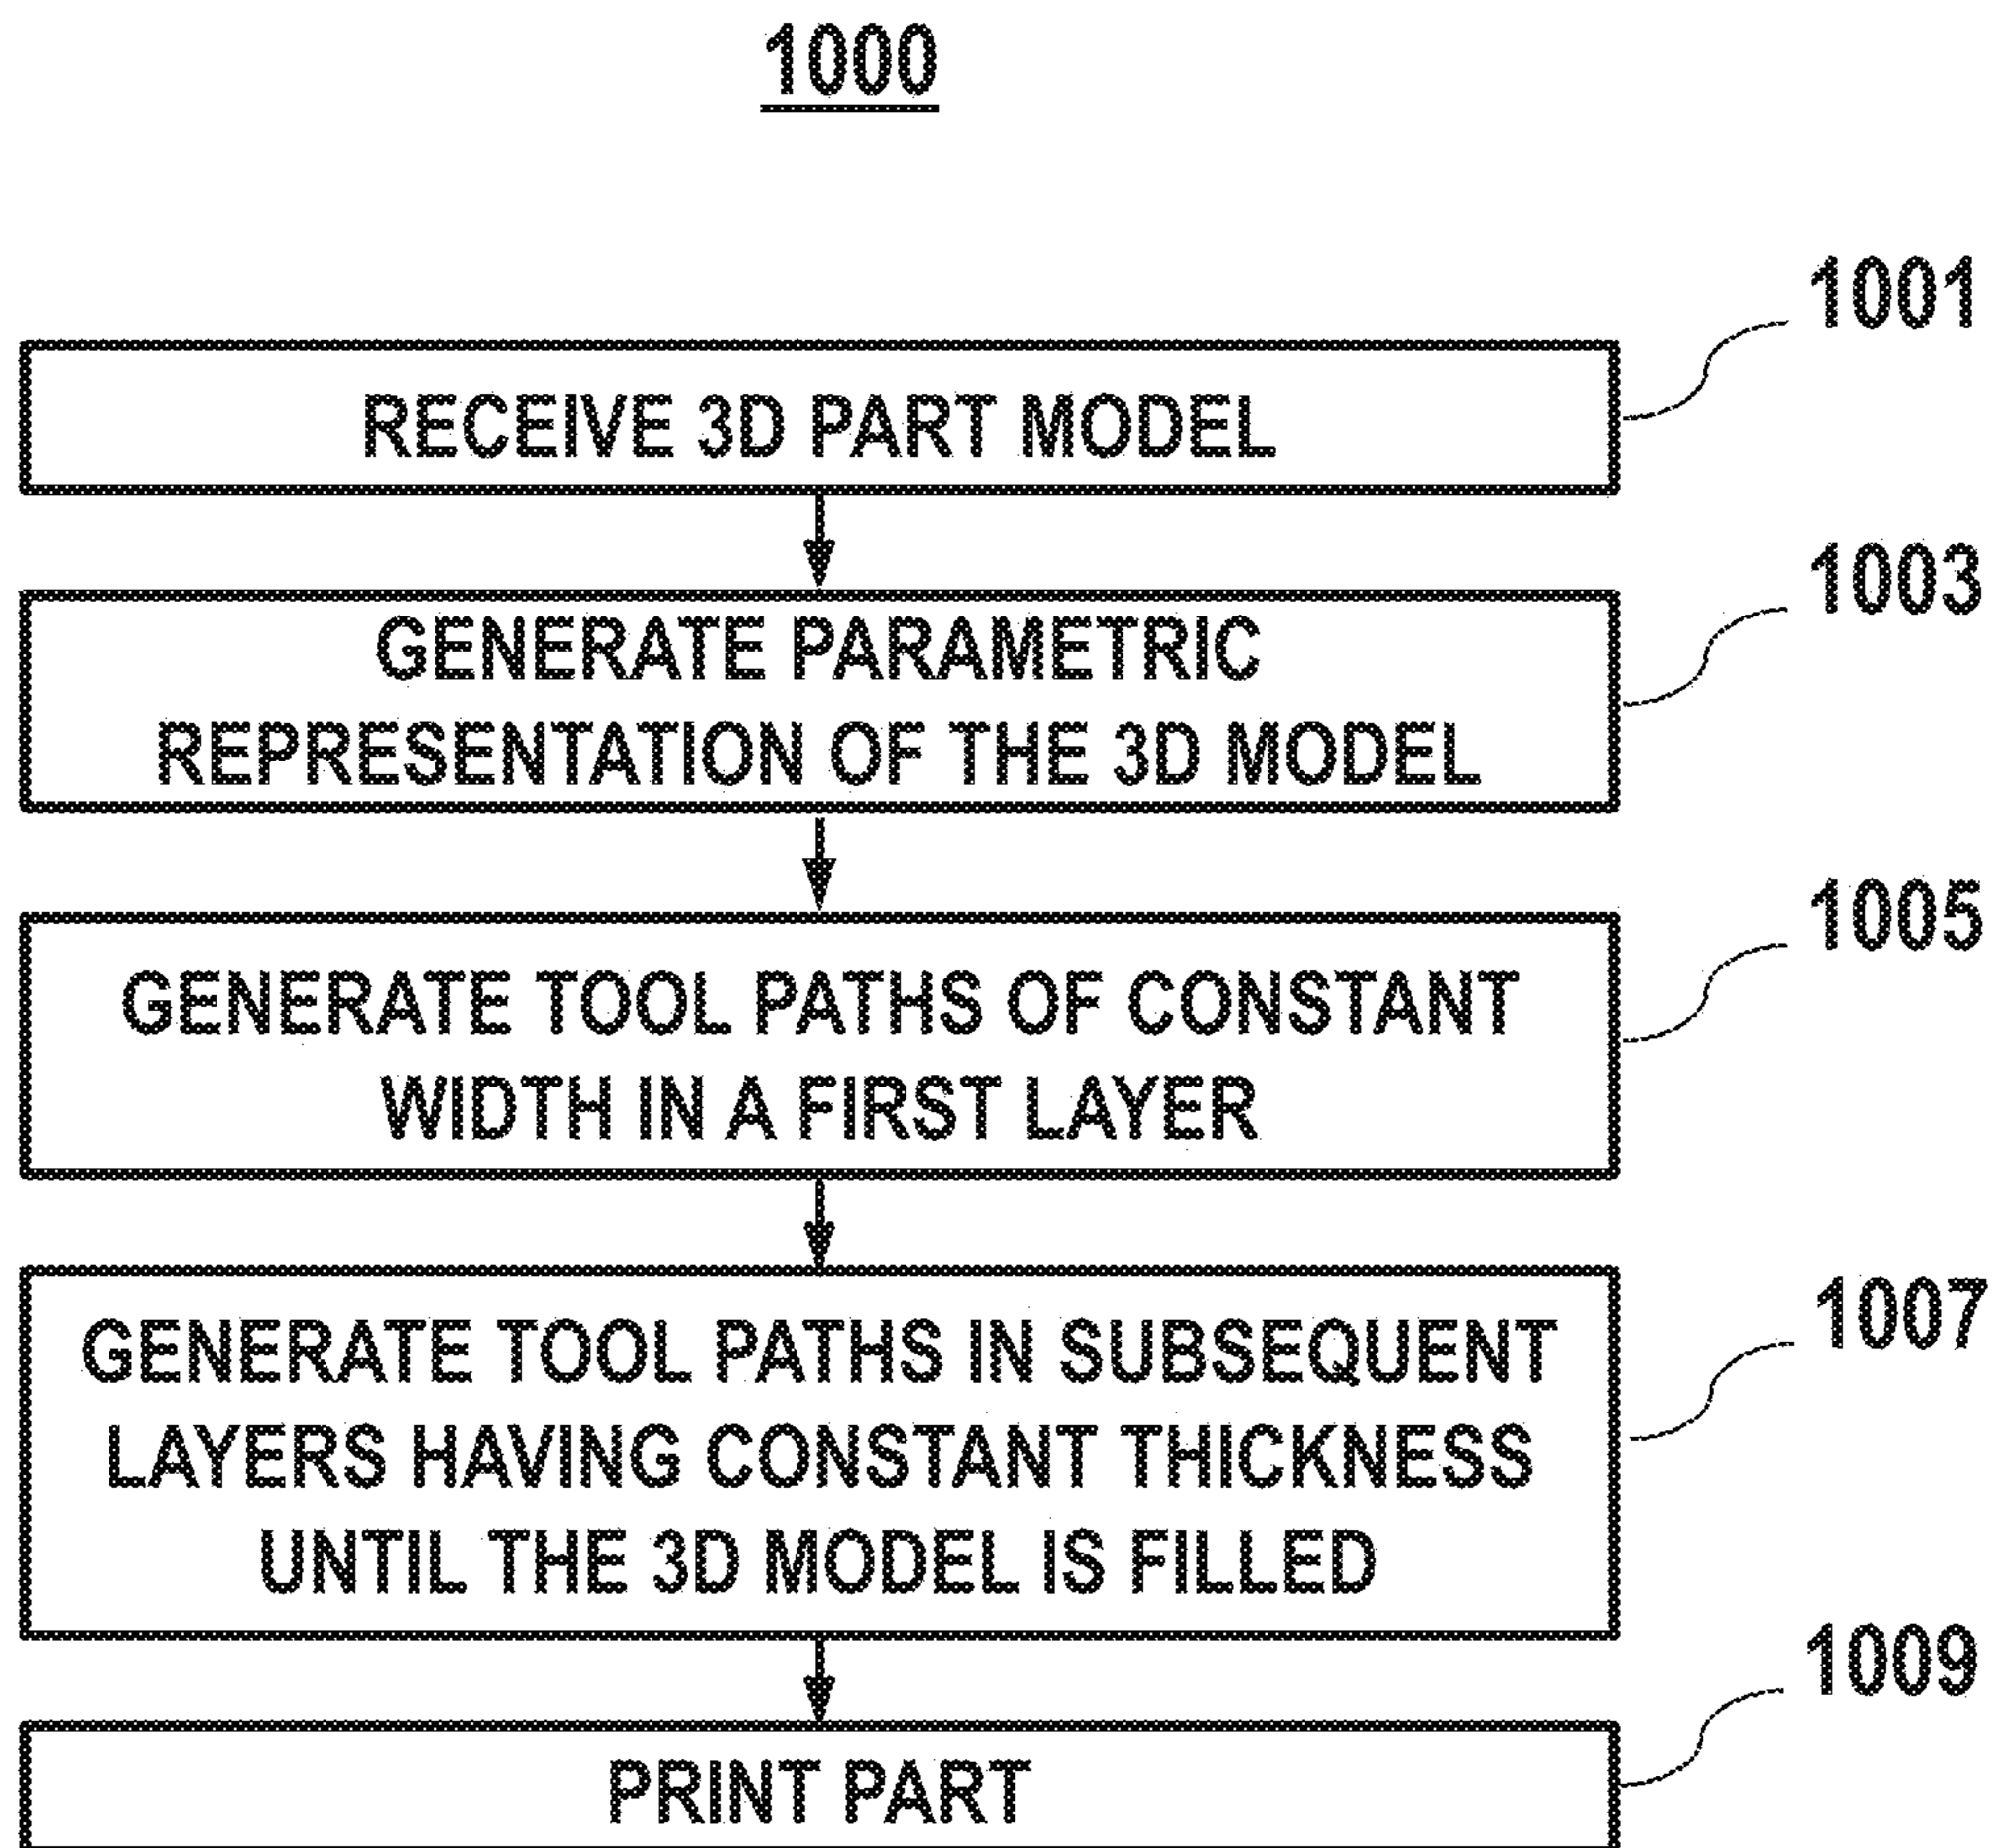 1000
1001
RECEIVE 3D PART MODEL
1003
GENERATE PARAMETRIC
REPRESENTATION OF THE 3D MODEL
1005
GENERATE TOOL PATHS OF CONSTANT
WIDTH IN A FIRST LAYER
1007
GENERATE TOOL PATHS IN SUBSEQUENT
LAYERS HAVING CONSTANT THICKNESS
UNTIL THE 3D MODEL IS FILLED
1009
PRINT PART